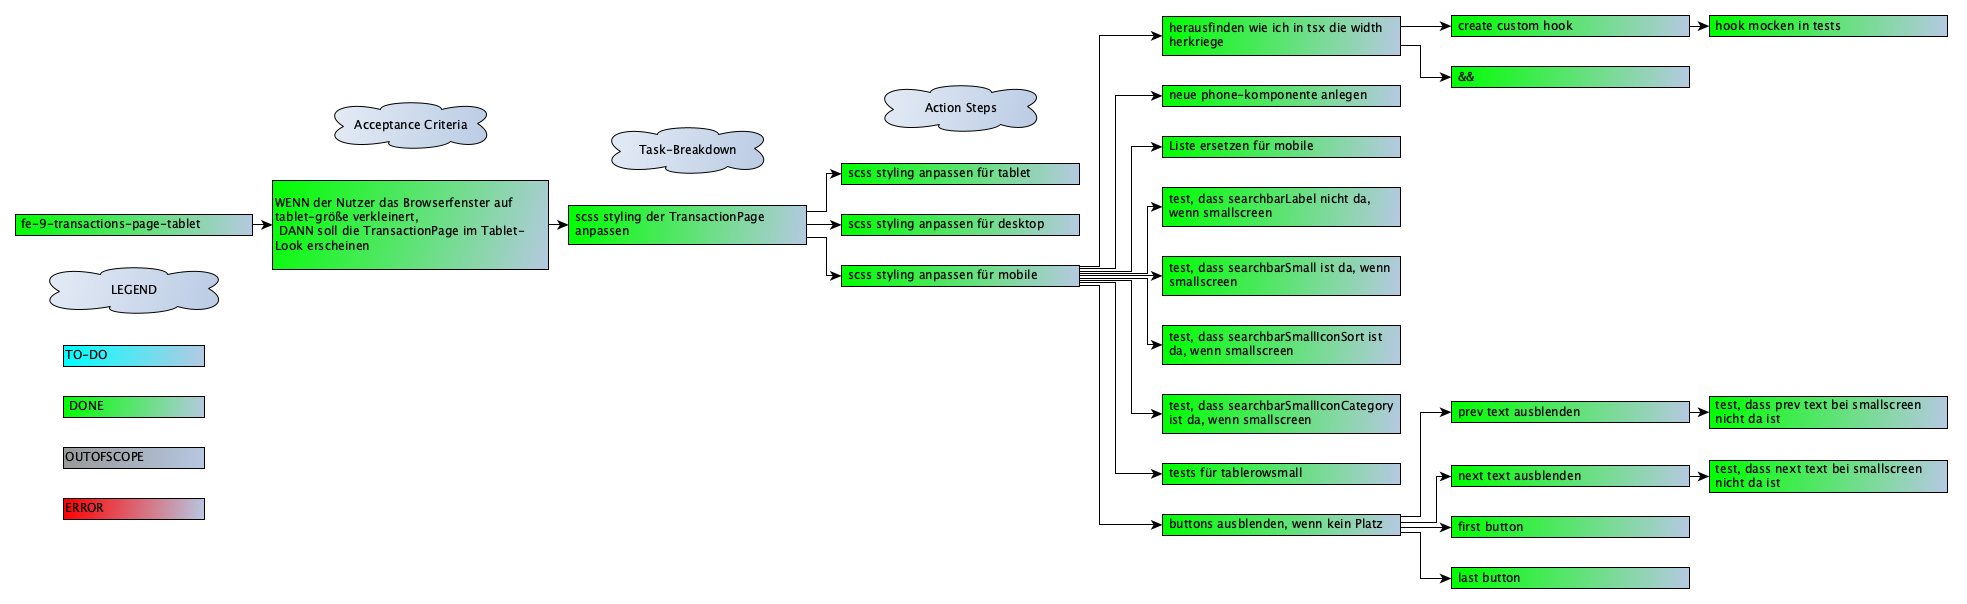 fe-9-transactions-page-tablet
LEGEND
TO-DO
DONE
OUTOFSCOPE
ERROR
Acceptance Criteria
WENN der Nutzer das Browserfenster auf
tablet-größe verkleinert,
DANN soll die TransactionPage im Tablet-
Look erscheinen
Task-Breakdown
scss styling der TransactionPage
anpassen
Action Steps
scss styling anpassen für tablet
scss styling anpassen für desktop
scss styling anpassen für mobile
herausfinden wie ich in tsx die width
herkriege
create custom hook
hook mocken in tests
&&
neue phone-komponente anlegen
Liste ersetzen für mobile
test, dass searchbarLabel nicht da,
wenn smallscreen
test, dass searchbarSmall ist da, wenn
smallscreen
test, dass searchbarSmallIconSort ist
da, wenn smallscreen
test, dass searchbarSmallIconCategory
ist da, wenn smallscreen
tests für tablerowsmall
buttons ausblenden, wenn kein Platz
prev text ausblenden
test, dass prev text bei smallscreen
nicht da ist
next text ausblenden
test, dass next text bei smallscreen
nicht da ist
first button
last button